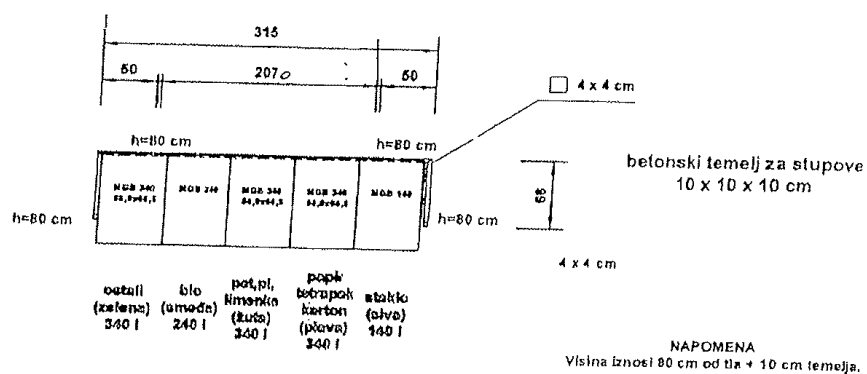 315
50 207 50
4 x 4 cm
h=80 cm h=80 cm
betonski temelj za stupove
10 x 10 x 10 cm
MGB 340 MGB 240 MGB 340 MGB 340 MGB 140
h=80 cm h=80 cm
4 x 4 cm
ostali
(zelena)
340 l
bio
(smeđa)
240 l
pet,pl,
limenke
(žuta)
340 l
papir
tetrapak
karton
(plava)
340 l
staklo
(siva)
140 l
NAPOMENA
Visina iznosi 80 cm od tla + 10 cm temelja.